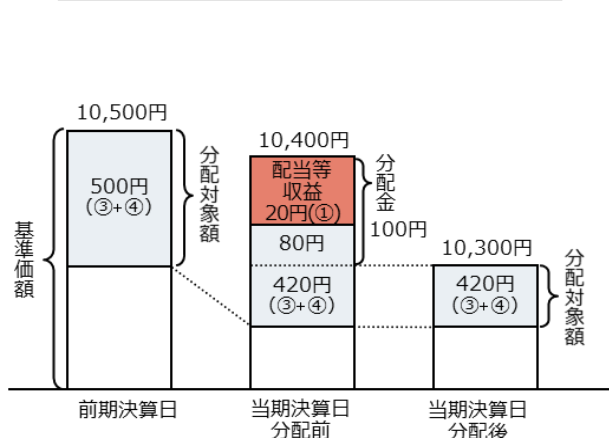 10,500円
500円
(③+④)
分配対象額
基準価額
10,400円
配当等
収益
20円(①)
80円
420円
(③+④)
分配金
100円
10,300円
420円
(③+④)
分配対象額
前期決算日
当期決算日
分配前
当期決算日
分配後